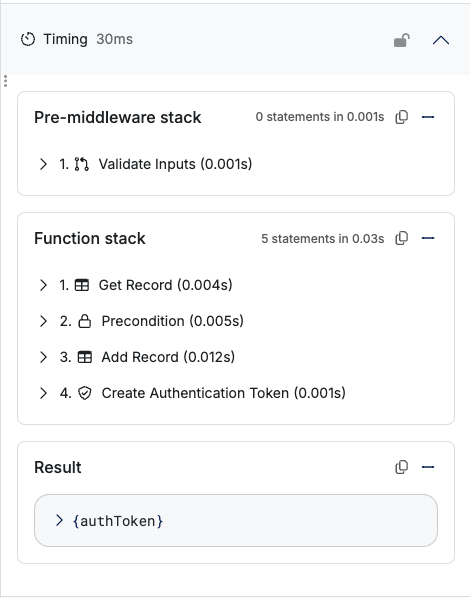 Timing 30ms
Pre-middleware stack 0 statements in 0.001s
1. Validate Inputs (0.001s)
Function stack 5 statements in 0.03s
1. Get Record (0.004s)
2. Precondition (0.005s)
3. Add Record (0.012s)
4. Create Authentication Token (0.001s)
Result
{authToken}